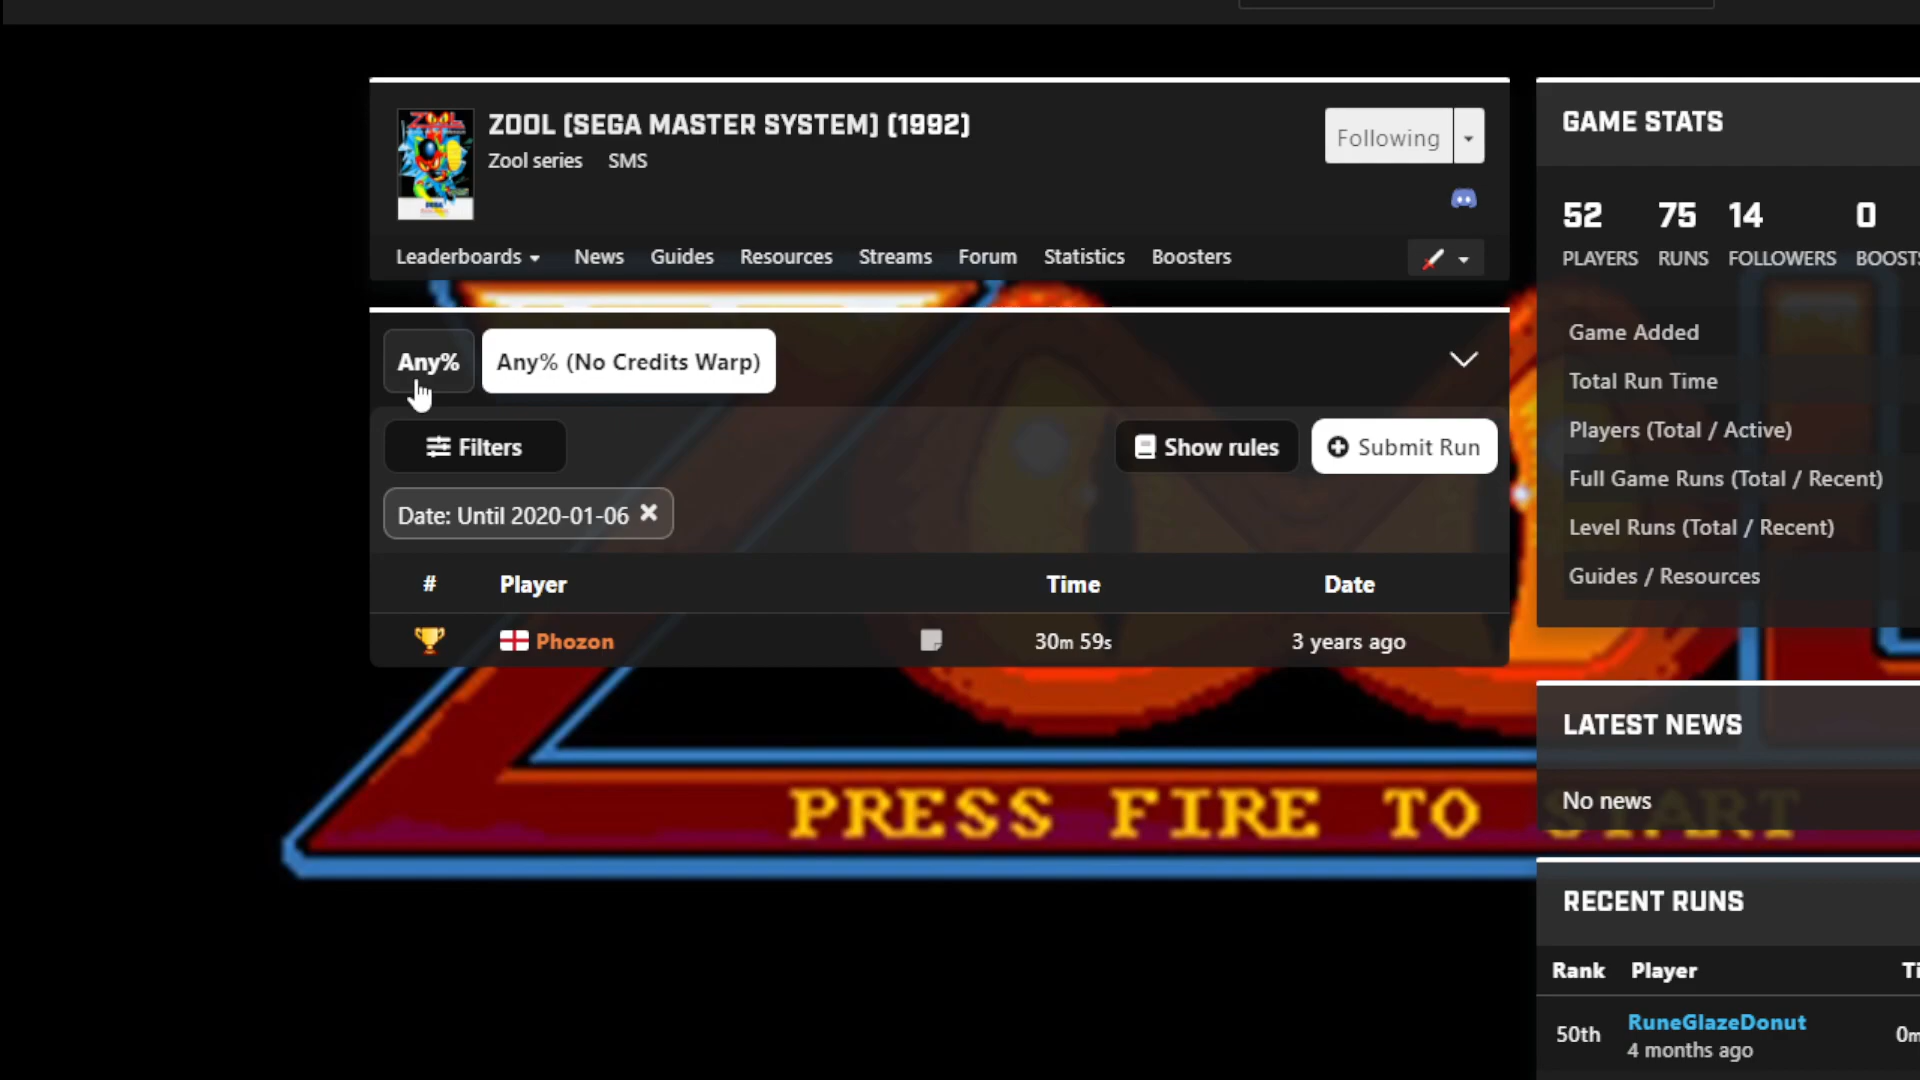 ZOOL (SEGA MASTER SYSTEM) (1992)
Zool series SMS
Following
Leaderboards News Guides Resources Streams Forum Statistics Boosters
Any% Any% (No Credits Warp)
Filters
Show rules
Submit Run
Date: Until 2020-01-06
# Player Time Date
Phozon 30m 59s 3 years ago
PRESS FIRE TO START
GAME STATS
52 75 14 0
PLAYERS RUNS FOLLOWERS BOOSTS
Game Added
Total Run Time
Players (Total / Active)
Full Game Runs (Total / Recent)
Level Runs (Total / Recent)
Guides / Resources
LATEST NEWS
No news
RECENT RUNS
Rank Player
50th RuneGlazeDonut
4 months ago